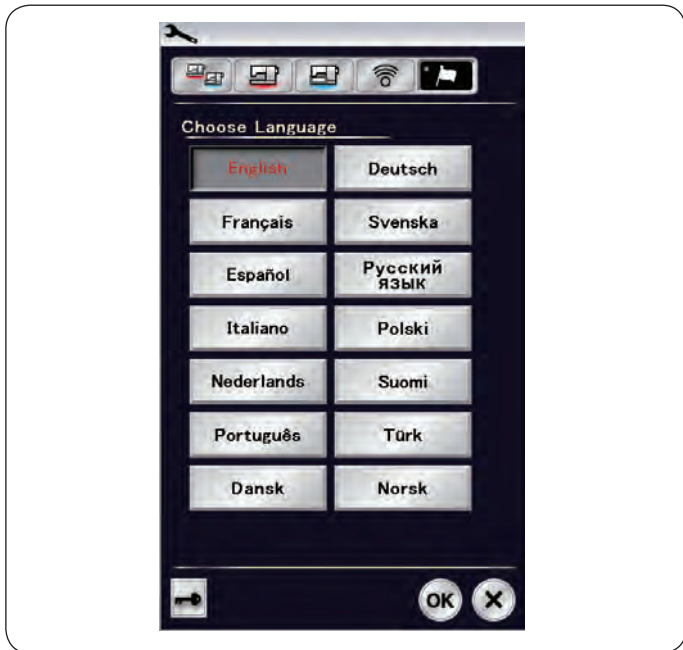 Choose Language
English
Deutsch
Français
Svenska
Español
Русский
язык
Italiano
Polski
Nederlands
Suomi
Português
Türk
Dansk
Norsk
OK